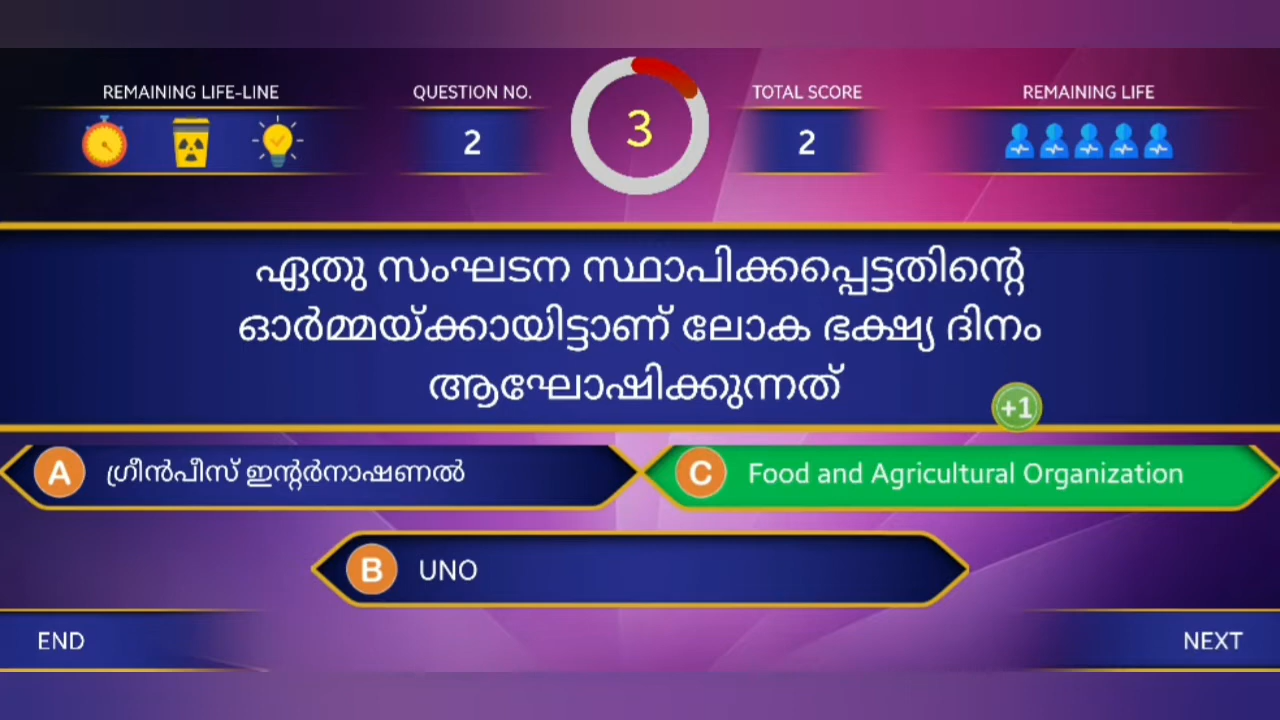 REMAINING LIFE-LINE
QUESTION NO.
2
3
TOTAL SCORE
2
REMAINING LIFE
ഏതു സംഘടന സ്ഥാപിക്കപ്പെട്ടതിന്റെ
ഓർമ്മയ്ക്കായിട്ടാണ് ലോക ഭക്ഷ്യ ദിനം
ആഘോഷിക്കുന്നത്
+1
A ഗ്രീൻപീസ് ഇന്റർനാഷണൽ
C Food and Agricultural Organization
B UNO
END
NEXT